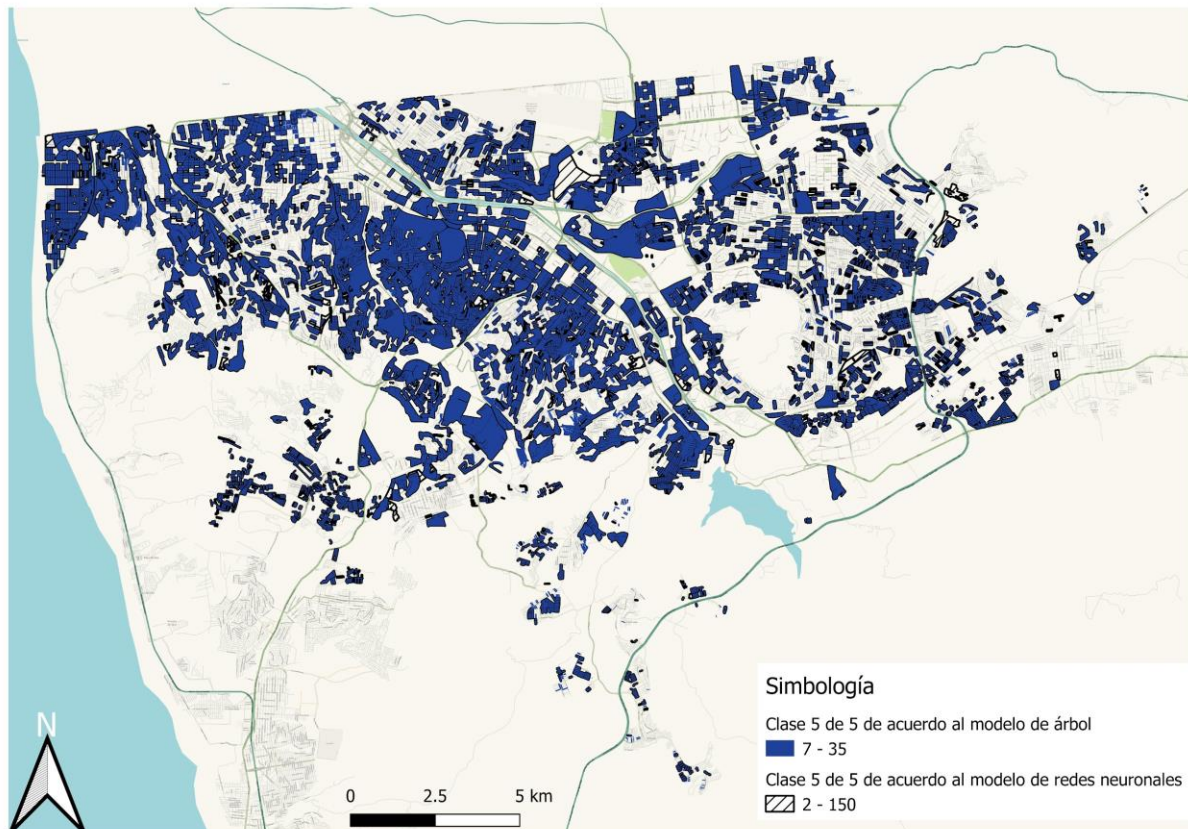 N
0 2.5 5 km
Simbología
Clase 5 de 5 de acuerdo al modelo de árbol
7 - 35
Clase 5 de 5 de acuerdo al modelo de redes neuronales
2 - 150